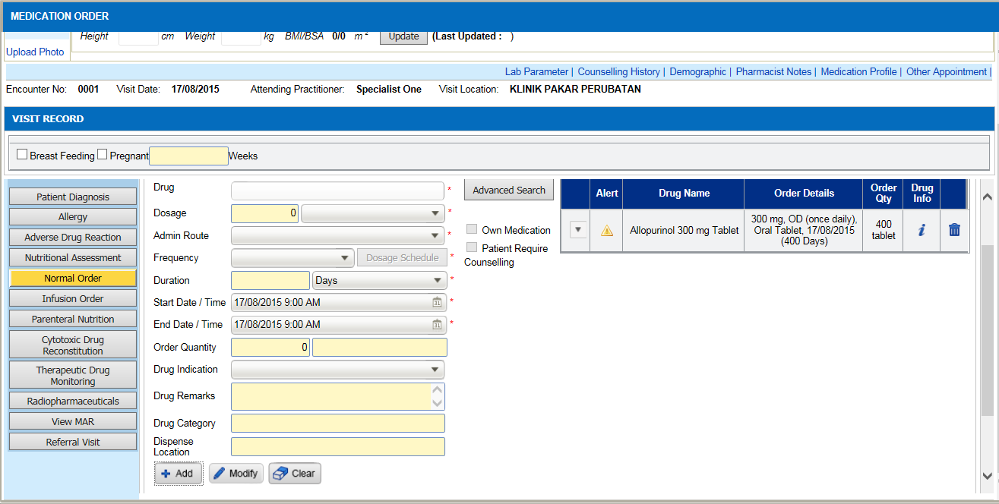 MEDICATION ORDER
Height cm Weight kg BMI/BSA 0/0 m 2 Update (Last Updated : )
Upload Photo
Lab Parameter | Counselling History | Demographic | Pharmacist Notes | Medication Profile | Other Appointment |
Encounter No: 0001 Visit Date: 17/08/2015 Attending Practitioner: Specialist One Visit Location: KLINIK PAKAR PERUBATAN
VISIT RECORD
Breast Feeding Pregnant Weeks
Patient Diagnosis
Allergy
Adverse Drug Reaction
Nutritional Assessment
Normal Order
Infusion Order
Parenteral Nutrition
Cytotoxic Drug
Reconstitution
Therapeutic Drug
Monitoring
Radiopharmaceuticals
View MAR
Referral Visit
Drug *
Dosage 0 *
Admin Route *
Frequency Dosage Schedule *
Duration Days *
Start Date / Time 17/08/2015 9:00 AM 31 *
End Date / Time 17/08/2015 9:00 AM 31 *
Order Quantity 0
Drug Indication
Drug Remarks
Drug Category
Dispense
Location
Add Modify Clear
Advanced Search
Own Medication
Patient Require
Counselling
Alert Drug Name Order Details Order
Qty Drug
Info
Allopurinol 300 mg Tablet
300 mg, OD (once daily),
Oral Tablet, 17/08/2015
(400 Days)
400
tablet
i